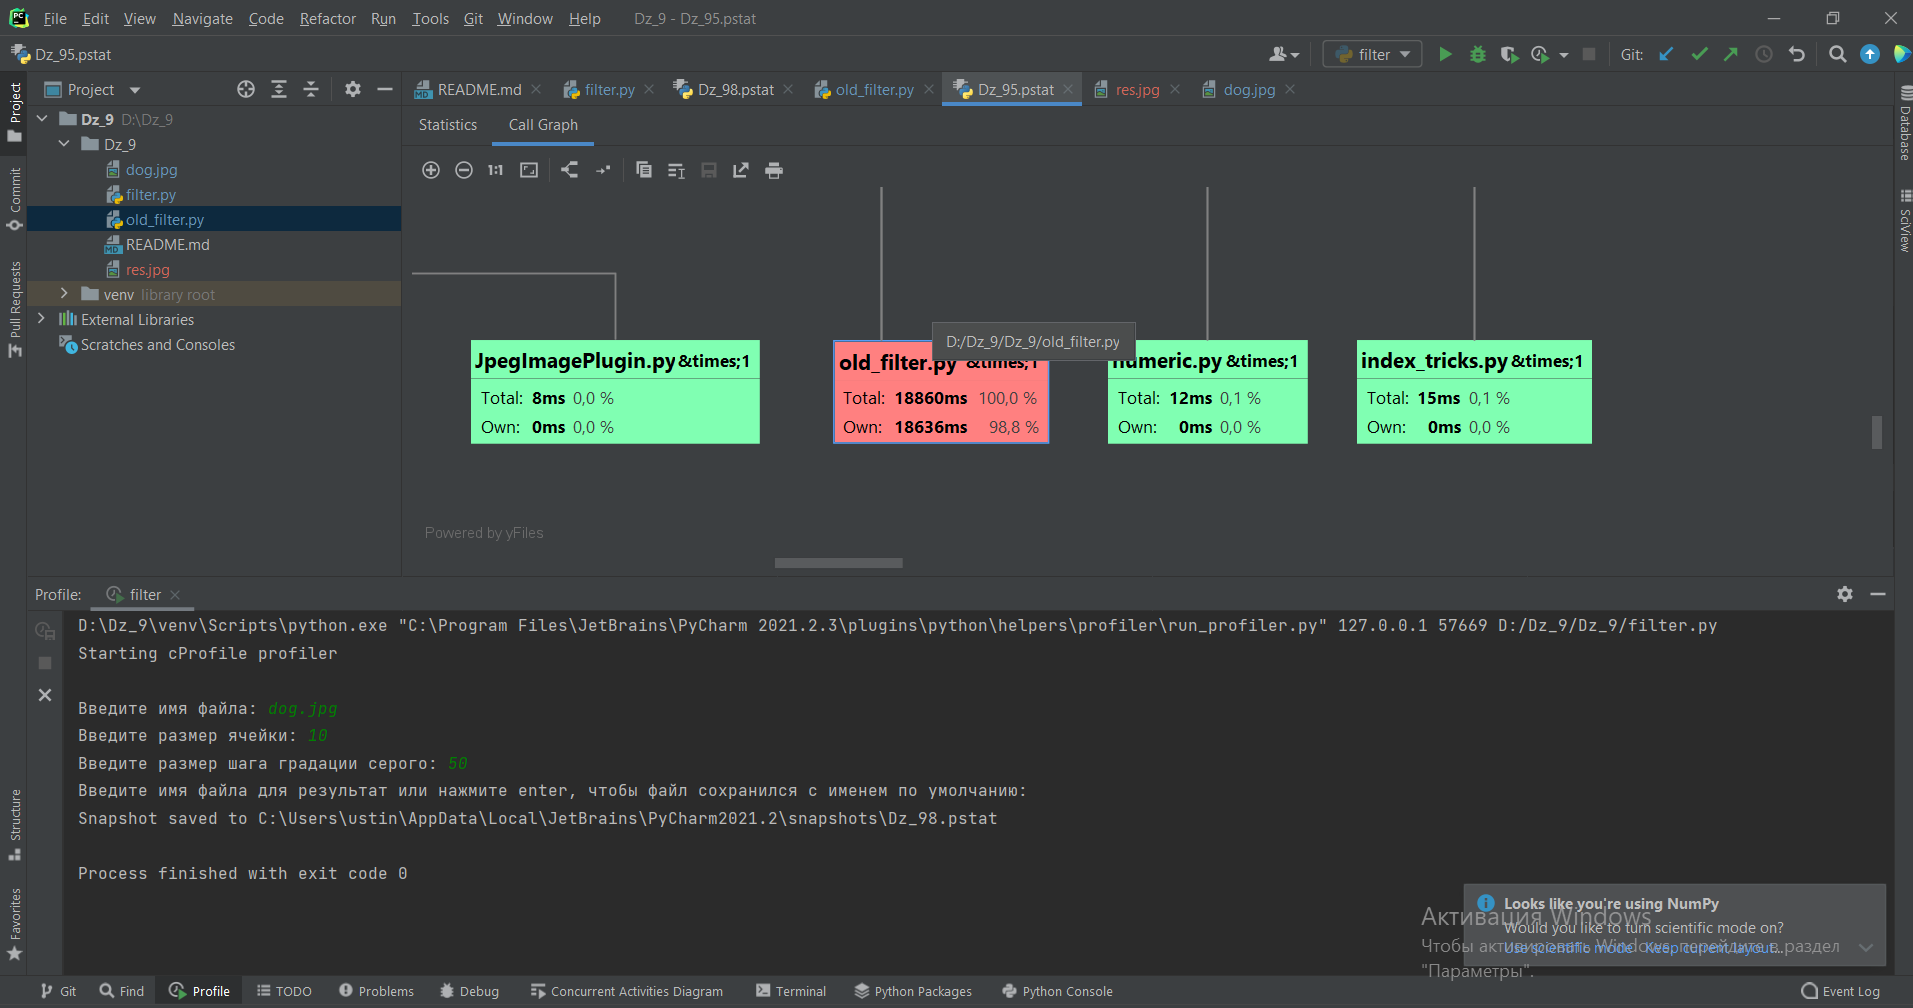 File Edit View Navigate Code Refactor Run Tools Git Window Help Dz_9 - Dz_95.pstat
Dz_95.pstat
filter
Git:
Project
README.md
filter.py
Dz_98.pstat
old_filter.py
Dz_95.pstat
res.jpg
dog.jpg
Statistics
Call Graph
1:1
Dz_9 D:\Dz_9
Dz_9
dog.jpg
filter.py
old_filter.py
README.md
res.jpg
venv library root
External Libraries
Scratches and Consoles
Project
Commit
Pull Requests
Structure
Favorites
Database
SciView
D:/Dz_9/Dz_9/old_filter.py
JpegImagePlugin.py &times;1
Total: 8ms 0,0 %
Own: 0ms 0,0 %
old_filter.py &times;1
Total: 18860ms 100,0 %
Own: 18636ms 98,8 %
numeric.py &times;1
Total: 12ms 0,1 %
Own: 0ms 0,0 %
index_tricks.py &times;1
Total: 15ms 0,1 %
Own: 0ms 0,0 %
Powered by yFiles
Profile: filter
D:\Dz_9\venv\Scripts\python.exe "C:\Program Files\JetBrains\PyCharm 2021.2.3\plugins\python\helpers\profiler\run_profiler.py" 127.0.0.1 57669 D:/Dz_9/Dz_9/filter.py
Starting cProfile profiler
Введите имя файла: dog.jpg
Введите размер ячейки: 10
Введите размер шага градации серого: 50
Введите имя файла для результат или нажмите enter, чтобы файл сохранился с именем по умолчанию:
Snapshot saved to C:\Users\ustin\AppData\Local\JetBrains\PyCharm2021.2\snapshots\Dz_98.pstat
Process finished with exit code 0
Looks like you're using NumPy
Would you like to turn scientific mode on?
Use scientific mode Keep current layout...
Активация Windows
Чтобы активировать Windows, перейдите в раздел
"Параметры".
Git Find Profile TODO Problems Debug Concurrent Activities Diagram Terminal Python Packages Python Console Event Log